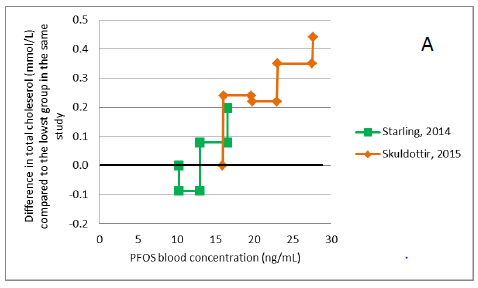 A
Difference in total choleserol (mmol/L)
compared to the lowst group in the same
study
0.5
0.4
0.3
0.2
0.1
0.0
-0.1
-0.2
0 5 10 15 20 25 30
PFOS blood concentration (ng/mL)
Starling, 2014
Skuldottir, 2015